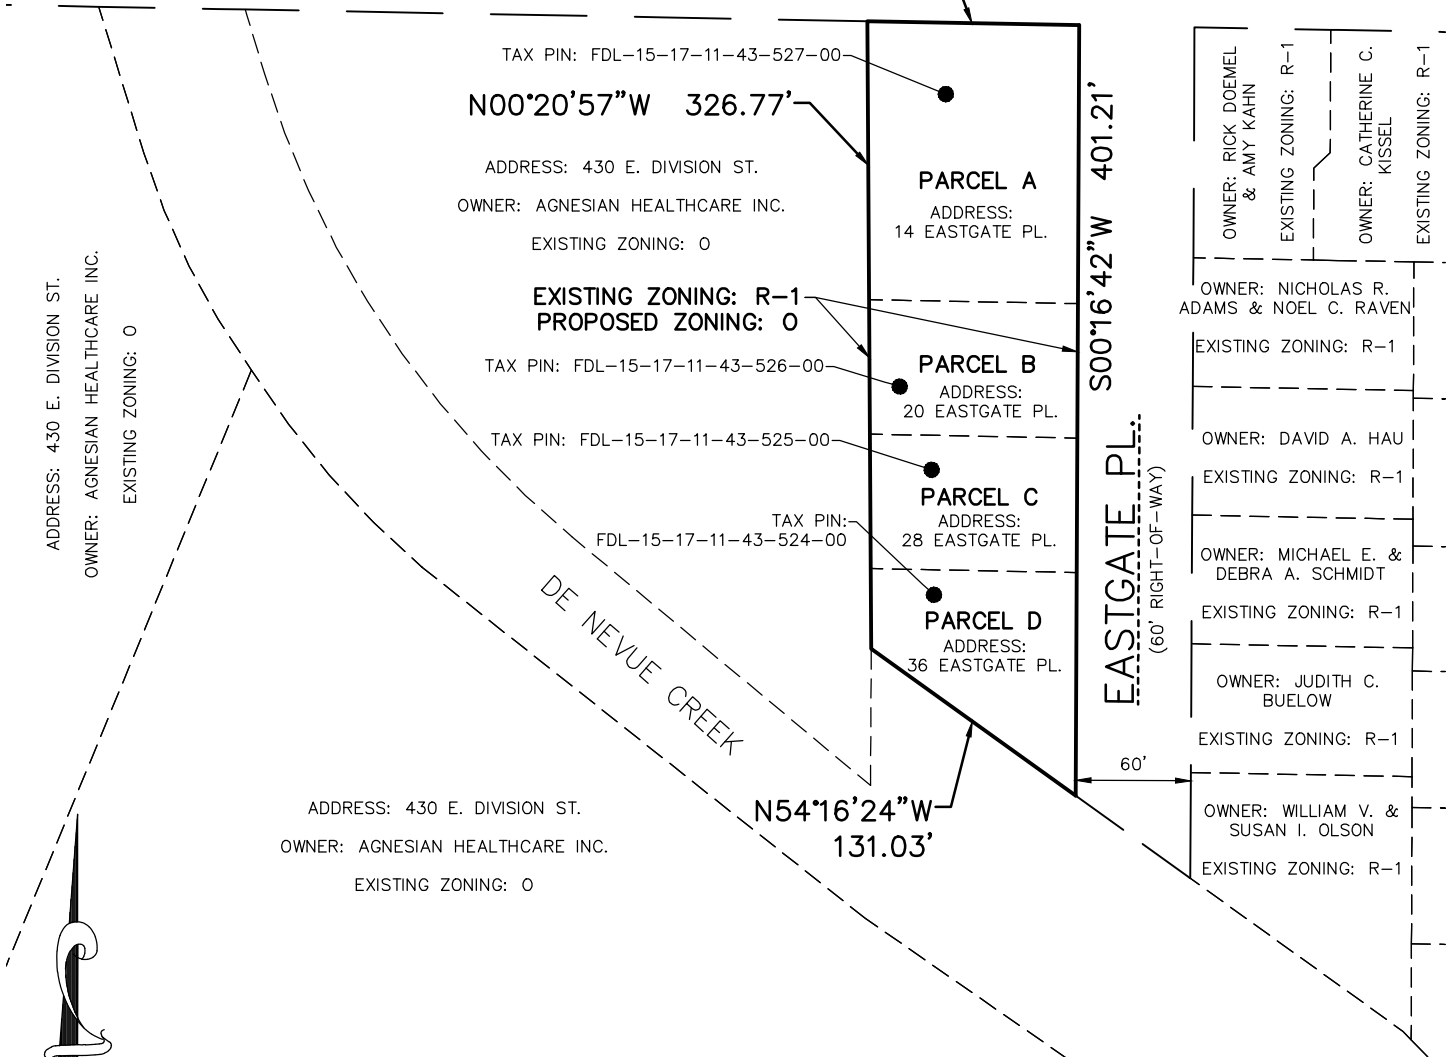 TAX PIN: FDL-15-17-11-43-527-00
N00°20'57"W 326.77'
ADDRESS: 430 E. DIVISION ST.
OWNER: AGNESIAN HEALTHCARE INC.
EXISTING ZONING: O
EXISTING ZONING: R-1
PROPOSED ZONING: O
TAX PIN: FDL-15-17-11-43-526-00
TAX PIN: FDL-15-17-11-43-525-00
TAX PIN:
FDL-15-17-11-43-524-00
PARCEL A
ADDRESS:
14 EASTGATE PL.
PARCEL B
ADDRESS:
20 EASTGATE PL.
PARCEL C
ADDRESS:
28 EASTGATE PL.
PARCEL D
ADDRESS:
36 EASTGATE PL.
S00°16'42"W 401.21'
EASTGATE PL.
(60' RIGHT-OF-WAY)
60'
N54°16'24"W
131.03'
DE NEVUE CREEK
ADDRESS: 430 E. DIVISION ST.
OWNER: AGNESIAN HEALTHCARE INC.
EXISTING ZONING: O
ADDRESS: 430 E. DIVISION ST.
OWNER: AGNESIAN HEALTHCARE INC.
EXISTING ZONING: O
OWNER: RICK DOEMEL
& AMY KAHN
EXISTING ZONING: R-1
OWNER: CATHERINE C.
KISSEL
EXISTING ZONING: R-1
OWNER: NICHOLAS R.
ADAMS & NOEL C. RAVEN
EXISTING ZONING: R-1
OWNER: DAVID A. HAU
EXISTING ZONING: R-1
OWNER: MICHAEL E. &
DEBRA A. SCHMIDT
EXISTING ZONING: R-1
OWNER: JUDITH C.
BUELOW
EXISTING ZONING: R-1
OWNER: WILLIAM V. &
SUSAN I. OLSON
EXISTING ZONING: R-1